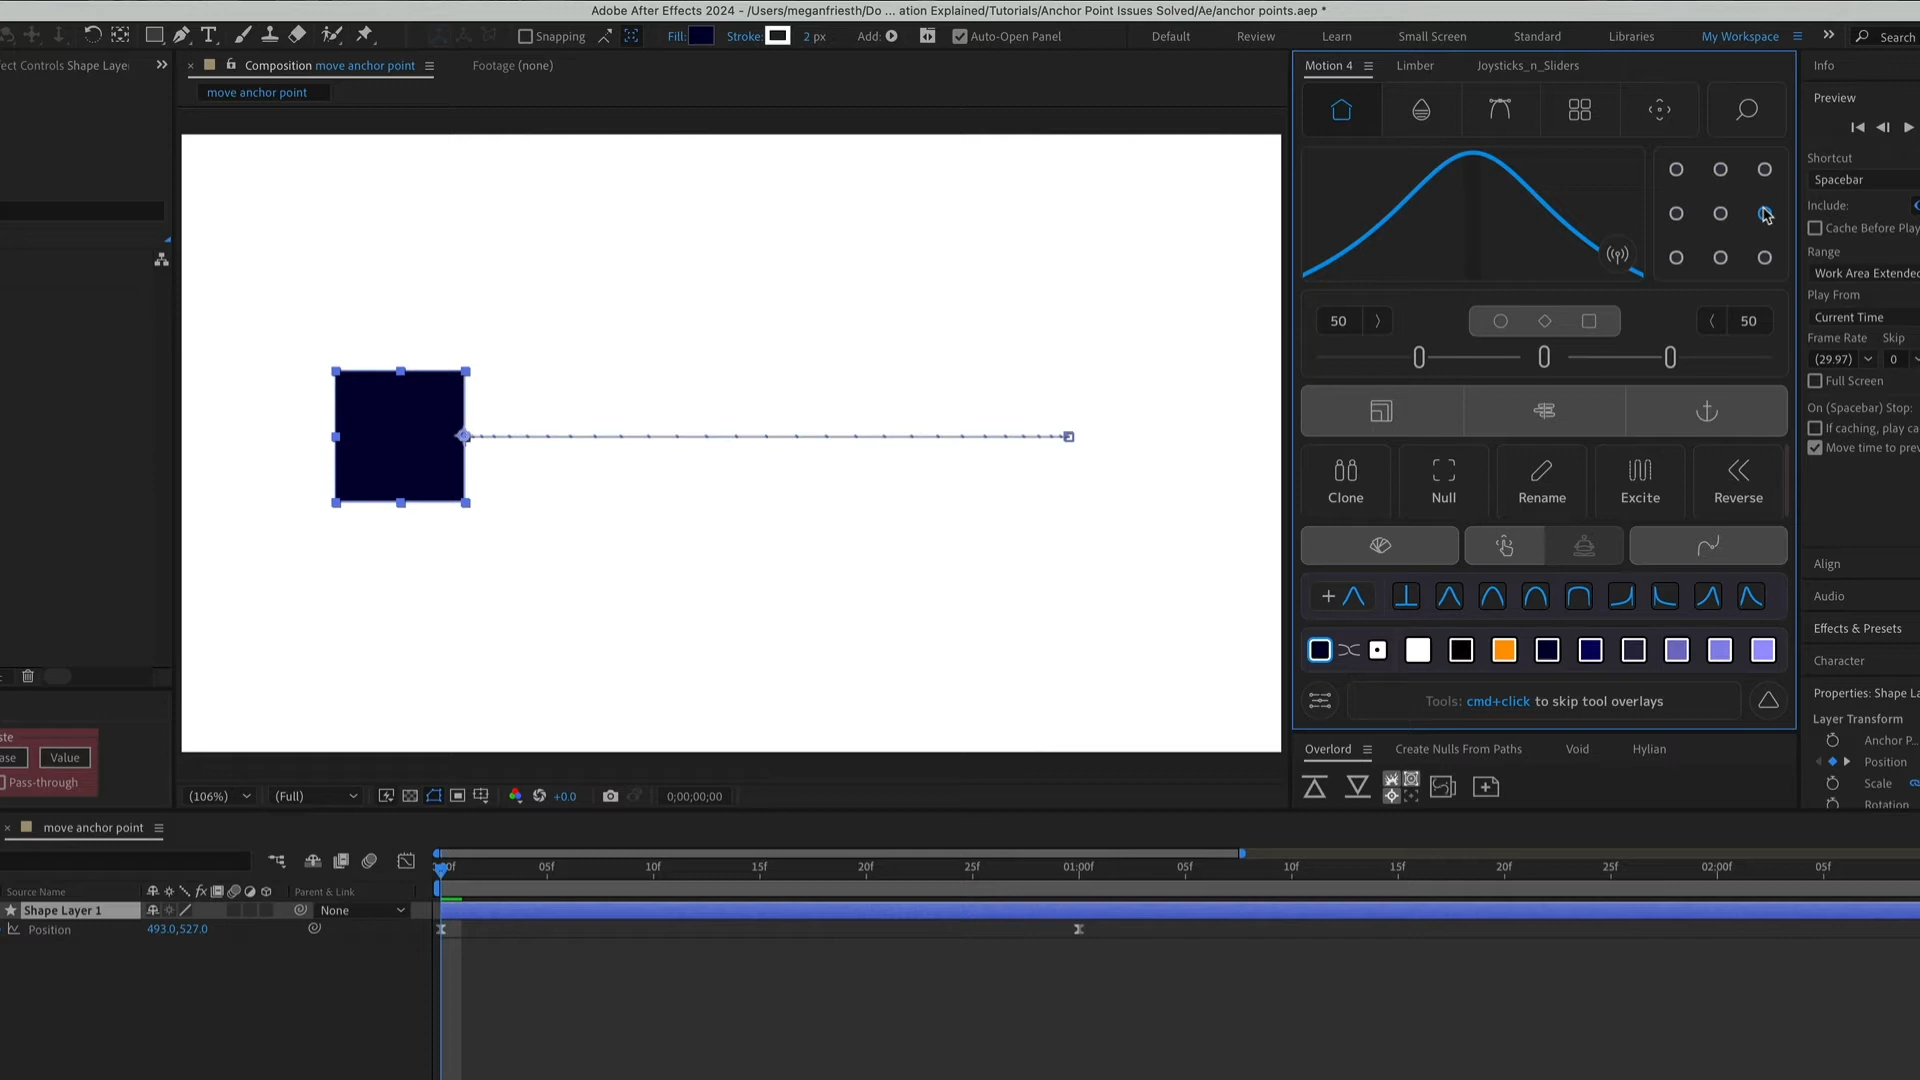 Adobe After Effects 2024 - /Users/meganfriesth/Do ... ation Explained/Tutorials/Anchor Point Issues Solved/Ae/anchor points.aep *
Snapping Fill: Stroke: 2 px Add: Auto-Open Panel Default Review Learn Small Screen Standard Libraries My Workspace Search
ect Controls Shape Laye
Composition move anchor point
Footage (none)
move anchor point
Motion 4 Limber Joysticks_n_Sliders
Info
Preview
Shortcut
Spacebar
Include:
Cache Before Play
Range
Work Area Extended
Play From
Current Time
Frame Rate Skip
(29.97) 0
Full Screen
On (Spacebar) Stop:
If caching, play ca
Move time to prev
50 50
Clone Null Rename Excite Reverse
Align
Audio
Effects & Presets
Character
Properties: Shape La
Layer Transform
Anchor P...
Position
Scale
Rotation
Tools: cmd+click to skip tool overlays
Overlord Create Nulls From Paths Void Hylian
ste
ase Value
Pass-through
(106%) (Full) +0.0 0;00;00;00
move anchor point
05f 10f 15f 20f 25f 01:00f 05f 10f 15f 20f 25f 02:00f 05f
Source Name fx Parent & Link
Shape Layer 1 None
Position 493.0,527.0